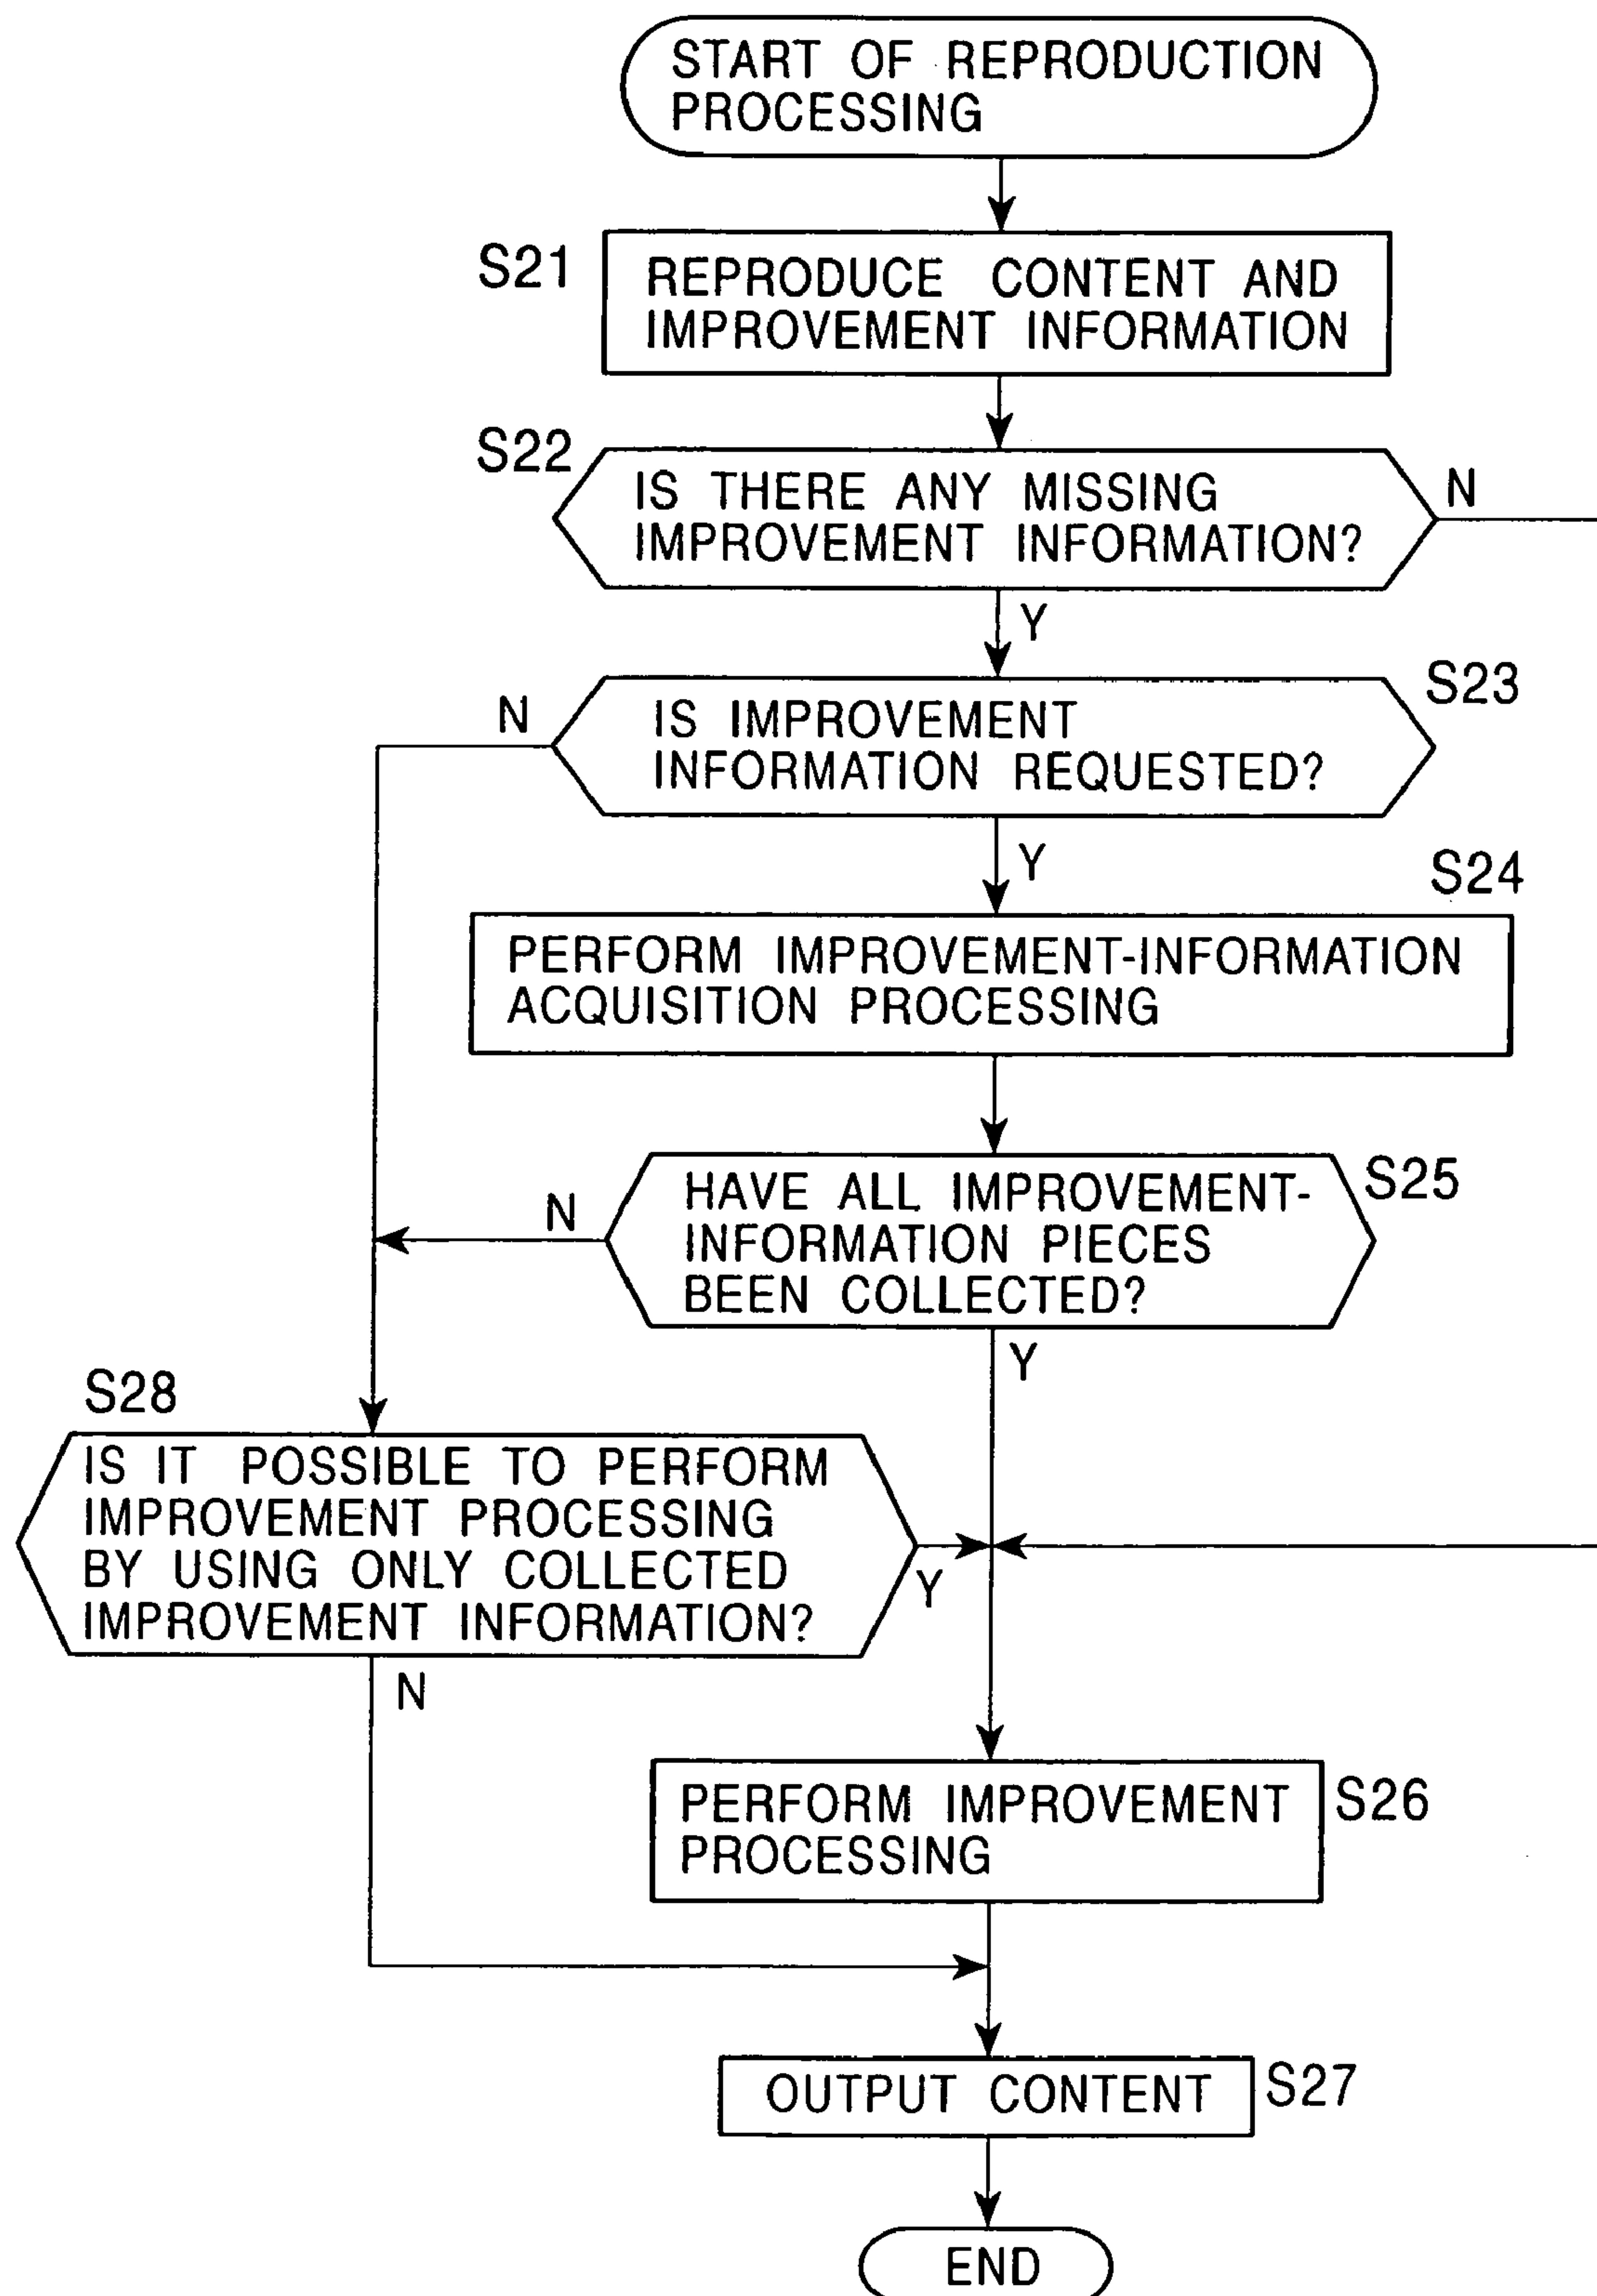 START OF REPRODUCTION
PROCESSING
S21
REPRODUCE CONTENT AND
IMPROVEMENT INFORMATION
S22
IS THERE ANY MISSING
IMPROVEMENT INFORMATION?
N
Y
S23
N
IS IMPROVEMENT
INFORMATION REQUESTED?
Y
S24
PERFORM IMPROVEMENT-INFORMATION
ACQUISITION PROCESSING
S25
N
HAVE ALL IMPROVEMENT-
INFORMATION PIECES
BEEN COLLECTED?
Y
S28
IS IT POSSIBLE TO PERFORM
IMPROVEMENT PROCESSING
BY USING ONLY COLLECTED
IMPROVEMENT INFORMATION?
Y
N
PERFORM IMPROVEMENT
PROCESSING
S26
OUTPUT CONTENT
S27
END